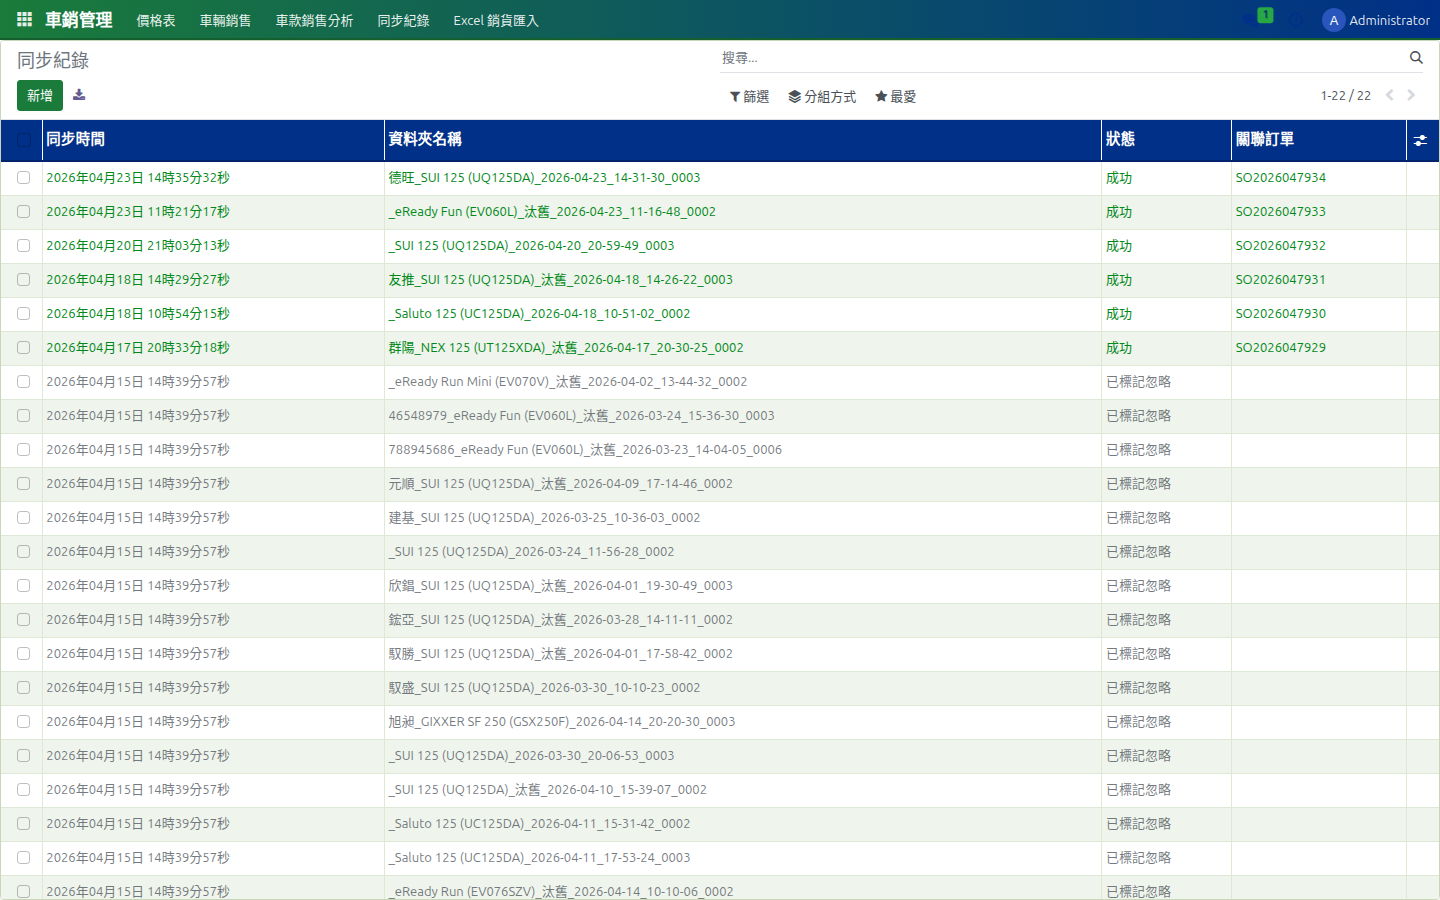 車銷管理 價格表 車輛銷售 車款銷售分析 同步紀錄 Excel 銷貨匯入 1 A Administrator
同步紀錄 搜尋...
新增 篩選 分組方式 最愛 1-22 / 22
同步時間 資料夾名稱 狀態 關聯訂單
2026年04月23日 14時35分32秒 德旺_SUI 125 (UQ125DA)_2026-04-23_14-31-30_0003 成功 SO2026047934
2026年04月23日 11時21分17秒 _eReady Fun (EV060L)_汰舊_2026-04-23_11-16-48_0002 成功 SO2026047933
2026年04月20日 21時03分13秒 _SUI 125 (UQ125DA)_2026-04-20_20-59-49_0003 成功 SO2026047932
2026年04月18日 14時29分27秒 友推_SUI 125 (UQ125DA)_汰舊_2026-04-18_14-26-22_0003 成功 SO2026047931
2026年04月18日 10時54分15秒 _Saluto 125 (UC125DA)_2026-04-18_10-51-02_0002 成功 SO2026047930
2026年04月17日 20時33分18秒 群陽_NEX 125 (UT125XDA)_汰舊_2026-04-17_20-30-25_0002 成功 SO2026047929
2026年04月15日 14時39分57秒 _eReady Run Mini (EV070V)_汰舊_2026-04-02_13-44-32_0002 已標記忽略
2026年04月15日 14時39分57秒 46548979_eReady Fun (EV060L)_汰舊_2026-03-24_15-36-30_0003 已標記忽略
2026年04月15日 14時39分57秒 788945686_eReady Fun (EV060L)_汰舊_2026-03-23_14-04-05_0006 已標記忽略
2026年04月15日 14時39分57秒 元順_SUI 125 (UQ125DA)_汰舊_2026-04-09_17-14-46_0002 已標記忽略
2026年04月15日 14時39分57秒 建基_SUI 125 (UQ125DA)_2026-03-25_10-36-03_0002 已標記忽略
2026年04月15日 14時39分57秒 _SUI 125 (UQ125DA)_2026-03-24_11-56-28_0002 已標記忽略
2026年04月15日 14時39分57秒 欣錩_SUI 125 (UQ125DA)_汰舊_2026-04-01_19-30-49_0003 已標記忽略
2026年04月15日 14時39分57秒 鋐亞_SUI 125 (UQ125DA)_汰舊_2026-03-28_14-11-11_0002 已標記忽略
2026年04月15日 14時39分57秒 馭勝_SUI 125 (UQ125DA)_汰舊_2026-04-01_17-58-42_0002 已標記忽略
2026年04月15日 14時39分57秒 馭盛_SUI 125 (UQ125DA)_2026-03-30_10-10-23_0002 已標記忽略
2026年04月15日 14時39分57秒 旭昶_GIXXER SF 250 (GSX250F)_2026-04-14_20-20-30_0003 已標記忽略
2026年04月15日 14時39分57秒 _SUI 125 (UQ125DA)_2026-03-30_20-06-53_0003 已標記忽略
2026年04月15日 14時39分57秒 _SUI 125 (UQ125DA)_汰舊_2026-04-10_15-39-07_0002 已標記忽略
2026年04月15日 14時39分57秒 _Saluto 125 (UC125DA)_2026-04-11_15-31-42_0002 已標記忽略
2026年04月15日 14時39分57秒 _Saluto 125 (UC125DA)_2026-04-11_17-53-24_0003 已標記忽略
2026年04月15日 14時39分57秒 _eReady Run (EV076SZV)_汰舊_2026-04-14_10-10-06_0002 已標記忽略